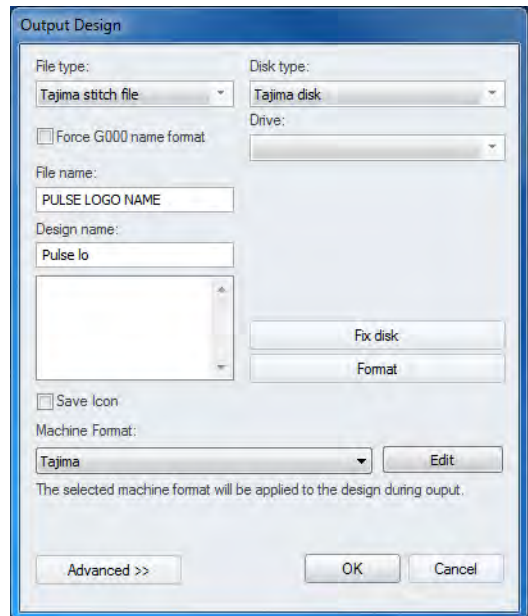 Output Design
File type:
Disk type:
Tajima stitch file
Tajima disk
Force G000 name format
Drive:
File name:
PULSE LOGO NAME
Design name:
Pulse lo
Fix disk
Format
Save Icon
Machine Format:
Tajima
Edit
The selected machine format will be applied to the design during ouput.
Advanced >>
OK
Cancel